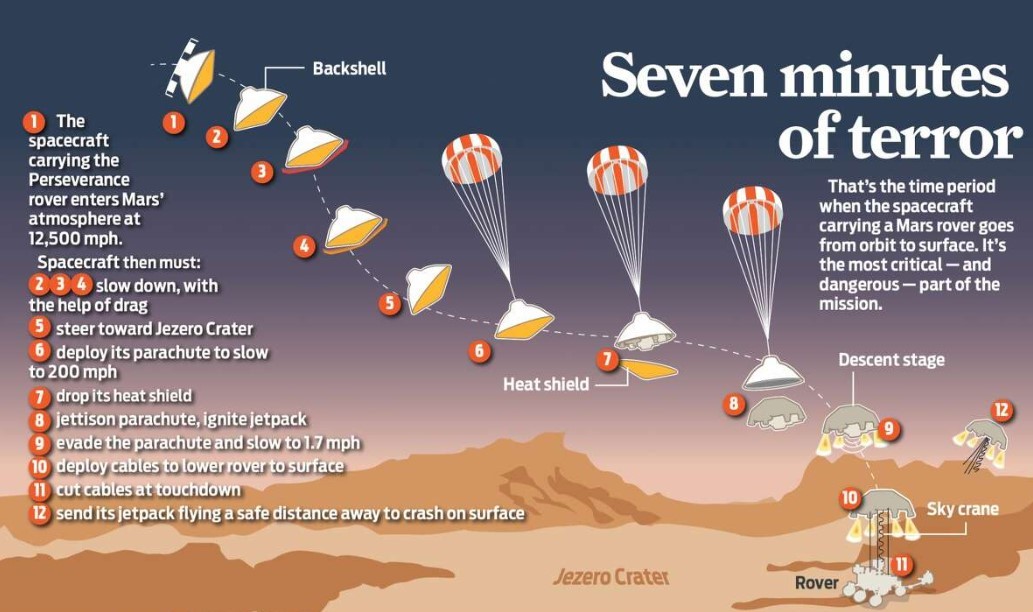 Seven minutes
of terror
That's the time period
when the spacecraft
carrying a Mars rover goes
from orbit to surface. It's
the most critical — and
dangerous — part of the
mission.
1 The
spacecraft
carrying the
Perseverance
rover enters Mars'
atmosphere at
12,500 mph.
Spacecraft then must:
2 3 4 slow down, with
the help of drag
5 steer toward Jezero Crater
6 deploy its parachute to slow
to 200 mph
7 drop its heat shield
8 jettison parachute, ignite jetpack
9 evade the parachute and slow to 1.7 mph
10 deploy cables to lower rover to surface
11 cut cables at touchdown
12 send its jetpack flying a safe distance away to crash on surface
Backshell
1
2
3
4
5
6
7
Heat shield
8
Descent stage
9
12
10
Sky crane
11
Rover
Jezero Crater